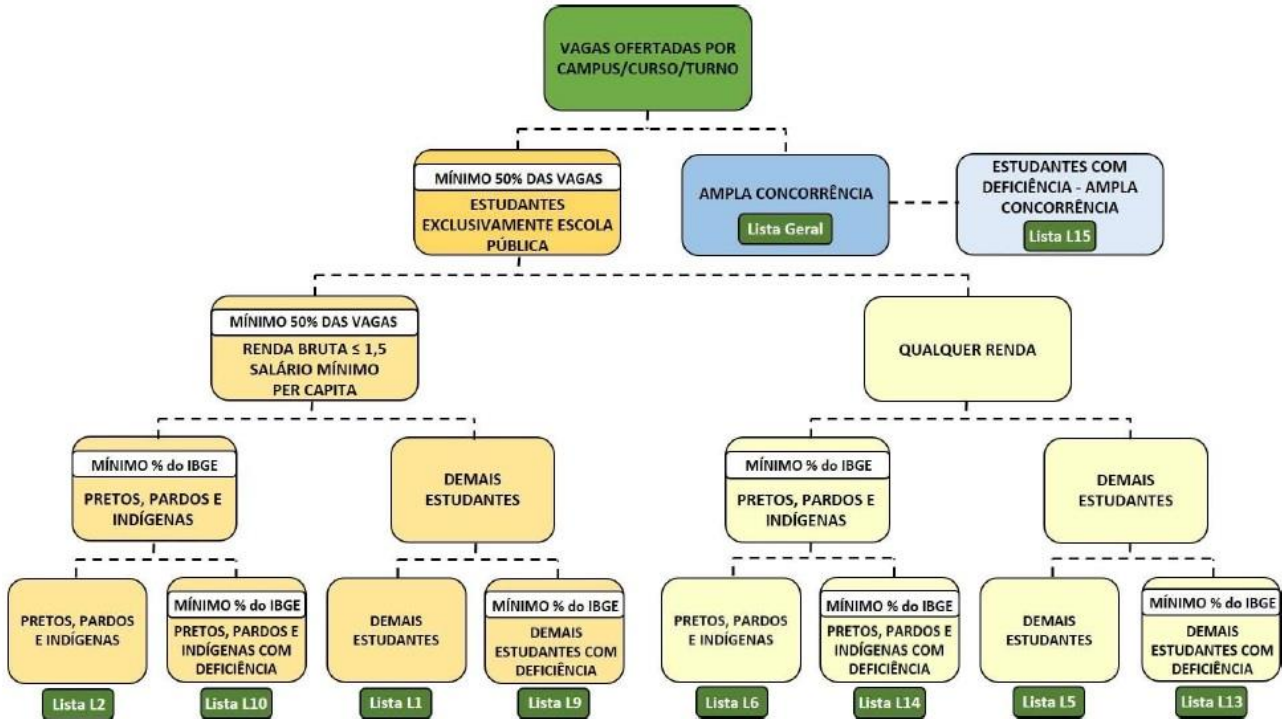 VAGAS OFERTADAS POR
CAMPUS/CURSO/TURNO
MÍNIMO 50% DAS VAGAS
ESTUDANTES
EXCLUSIVAMENTE ESCOLA
PÚBLICA
AMPLA CONCORRÊNCIA
Lista Geral
ESTUDANTES COM
DEFICIÊNCIA - AMPLA
CONCORRÊNCIA
Lista L15
MÍNIMO 50% DAS VAGAS
RENDA BRUTA ≤ 1,5
SALÁRIO MÍNIMO
PER CAPITA
QUALQUER RENDA
MÍNIMO % do IBGE
PRETOS, PARDOS E
INDÍGENAS
DEMAIS
ESTUDANTES
MÍNIMO % do IBGE
PRETOS, PARDOS E
INDÍGENAS
DEMAIS
ESTUDANTES
PRETOS, PARDOS
E INDÍGENAS
Lista L2
MÍNIMO % do IBGE
PRETOS, PARDOS E
INDÍGENAS COM
DEFICIÊNCIA
Lista L10
DEMAIS
ESTUDANTES
Lista L1
MÍNIMO % do IBGE
DEMAIS
ESTUDANTES COM
DEFICIÊNCIA
Lista L9
PRETOS, PARDOS
E INDÍGENAS
Lista L6
MÍNIMO % do IBGE
PRETOS, PARDOS E
INDÍGENAS COM
DEFICIÊNCIA
Lista L14
DEMAIS
ESTUDANTES
Lista L5
MÍNIMO % do IBGE
DEMAIS
ESTUDANTES COM
DEFICIÊNCIA
Lista L13